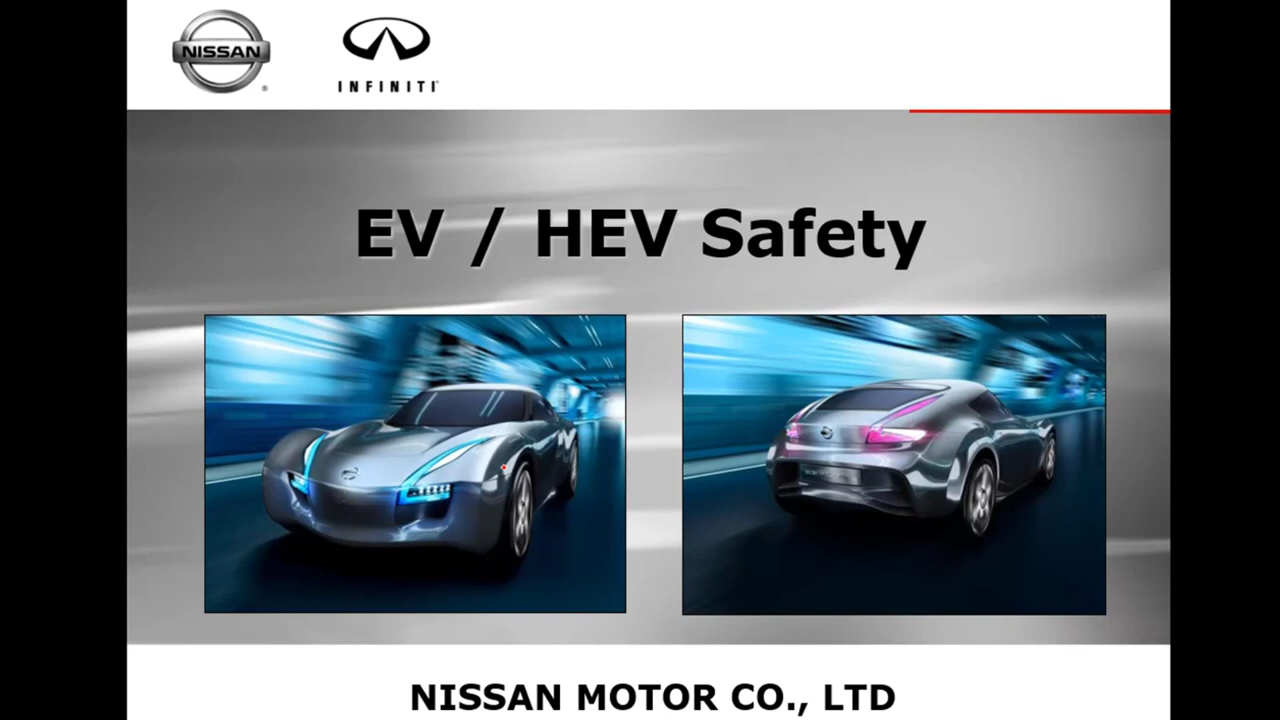 NISSAN
INFINITI
EV / HEV Safety
NISSAN MOTOR CO., LTD